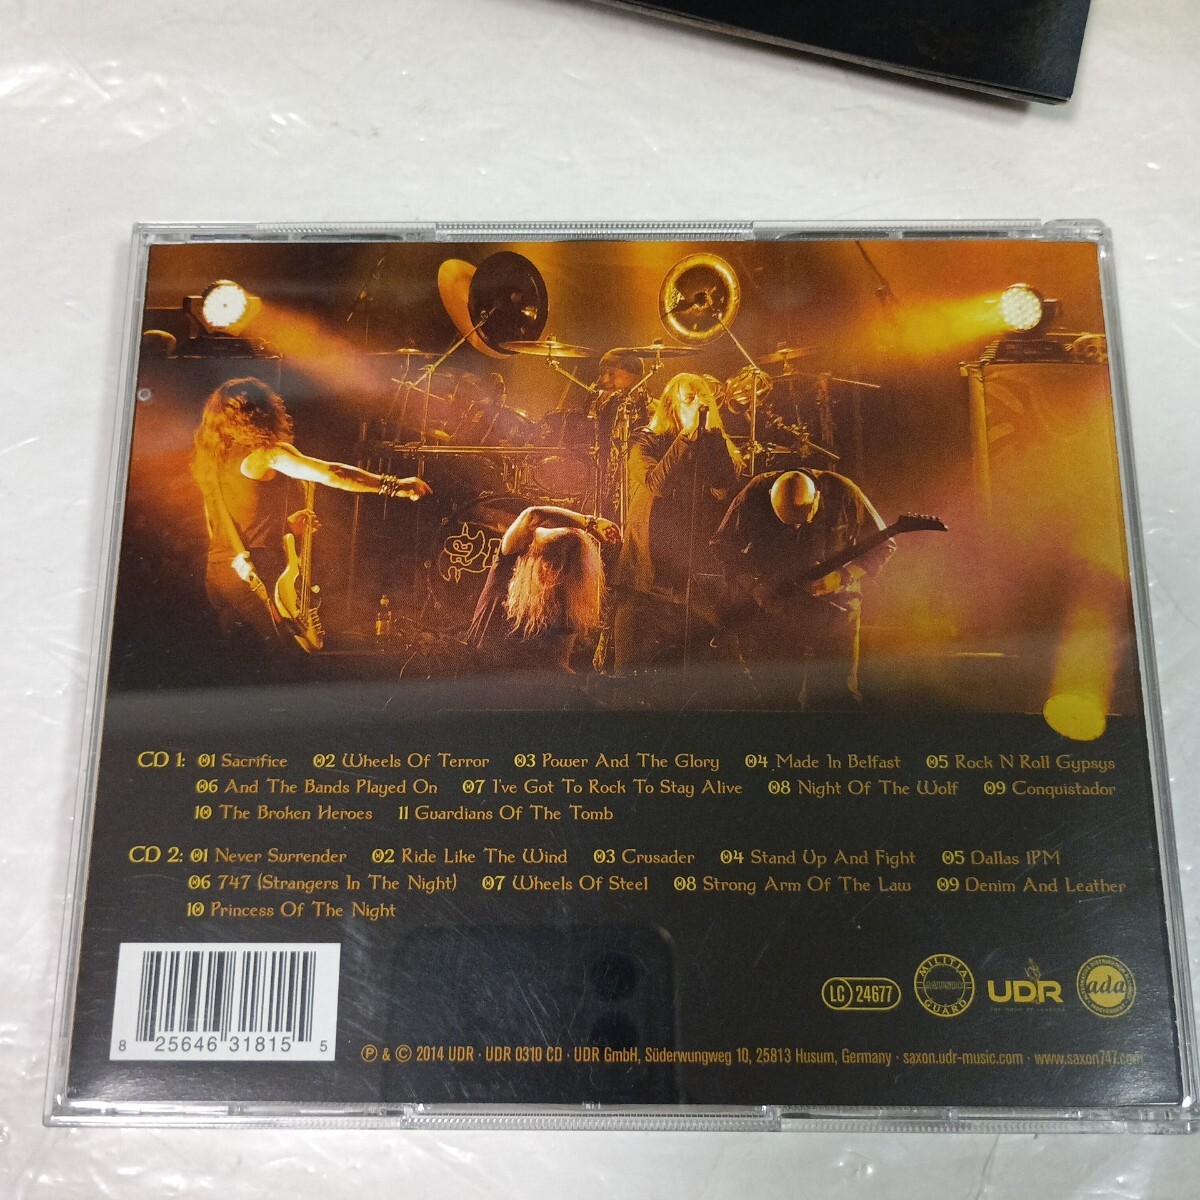 CD 1: 01 Sacrifice 02 Wheels Of Terror 03 Power And The Glory 04 Made In Belfast 05 Rock N Roll Gypsys
06 And The Bands Played On 07 I've Got To Rock To Stay Alive 08 Night Of The Wolf 09 Conquistador
10 The Broken Heroes 11 Guardians Of The Tomb
CD 2: 01 Never Surrender 02 Ride Like The Wind 03 Crusader 04 Stand Up And Fight 05 Dallas 1PM
06 747 (Strangers In The Night) 07 Wheels Of Steel 08 Strong Arm Of The Law 09 Denim And Leather
10 Princess Of The Night
8 25646 31815 5
LC 24677
MILITIA GUARD
UDR
ada
℗ & © 2014 UDR · UDR 0310 CD · UDR GmbH, Süderwungweg 10, 25813 Husum, Germany · saxon.udr-music.com · www.saxon747.com